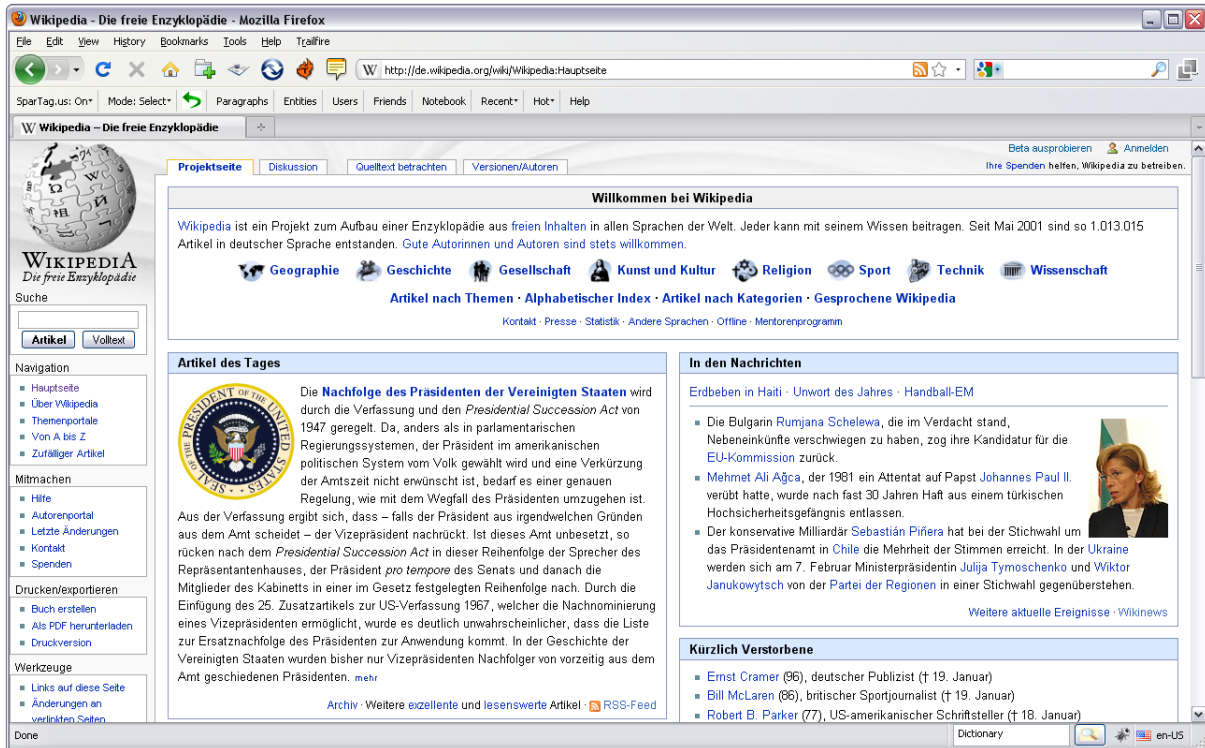 Wikipedia - Die freie Enzyklopädie - Mozilla Firefox
File Edit View History Bookmarks Tools Help Trailfire
W http://de.wikipedia.org/wiki/Wikipedia:Hauptseite
SparTag.us: On Mode: Select Paragraphs Entities Users Friends Notebook Recent Hot Help
W Wikipedia – Die freie Enzyklopädie
Beta ausprobieren Anmelden
Projektseite Diskussion Quelltext betrachten Versionen/Autoren
Ihre Spenden helfen, Wikipedia zu betreiben.
WIKIPEDIA
Die freie Enzyklopädie
Suche
Artikel Volltext
Navigation
Hauptseite
Über Wikipedia
Themenportale
Von A bis Z
Zufälliger Artikel
Mitmachen
Hilfe
Autorenportal
Letzte Änderungen
Kontakt
Spenden
Drucken/exportieren
Buch erstellen
Als PDF herunterladen
Druckversion
Werkzeuge
Links auf diese Seite
Änderungen an
verlinkten Seiten
Willkommen bei Wikipedia
Wikipedia ist ein Projekt zum Aufbau einer Enzyklopädie aus freien Inhalten in allen Sprachen der Welt. Jeder kann mit seinem Wissen beitragen. Seit Mai 2001 sind so 1.013.015
Artikel in deutscher Sprache entstanden. Gute Autorinnen und Autoren sind stets willkommen.
Geographie Geschichte Gesellschaft Kunst und Kultur Religion Sport Technik Wissenschaft
Artikel nach Themen · Alphabetischer Index · Artikel nach Kategorien · Gesprochene Wikipedia
Kontakt · Presse · Statistik · Andere Sprachen · Offline · Mentorenprogramm
Artikel des Tages
SEAL OF THE PRESIDENT OF THE UNITED STATES
Die Nachfolge des Präsidenten der Vereinigten Staaten wird
durch die Verfassung und den Presidential Succession Act von
1947 geregelt. Da, anders als in parlamentarischen
Regierungssystemen, der Präsident im amerikanischen
politischen System vom Volk gewählt wird und eine Verkürzung
der Amtszeit nicht erwünscht ist, bedarf es einer genauen
Regelung, wie mit dem Wegfall des Präsidenten umzugehen ist.
Aus der Verfassung ergibt sich, dass – falls der Präsident aus irgendwelchen Gründen
aus dem Amt scheidet – der Vizepräsident nachrückt. Ist dieses Amt unbesetzt, so
rücken nach dem Presidential Succession Act in dieser Reihenfolge der Sprecher des
Repräsentantenhauses, der Präsident pro tempore des Senats und danach die
Mitglieder des Kabinetts in einer im Gesetz festgelegten Reihenfolge nach. Durch die
Einfügung des 25. Zusatzartikels zur US-Verfassung 1967, welcher die Nachnominierung
eines Vizepräsidenten ermöglicht, wurde es deutlich unwahrscheinlicher, dass die Liste
zur Ersatznachfolge des Präsidenten zur Anwendung kommt. In der Geschichte der
Vereinigten Staaten wurden bisher nur Vizepräsidenten Nachfolger von vorzeitig aus dem
Amt geschiedenen Präsidenten. mehr
Archiv · Weitere exzellente und lesenswerte Artikel · RSS-Feed
In den Nachrichten
Erdbeben in Haiti · Unwort des Jahres · Handball-EM
Die Bulgarin Rumjana Schelewa, die im Verdacht stand,
Nebeneinkünfte verschwiegen zu haben, zog ihre Kandidatur für die
EU-Kommission zurück.
Mehmet Ali Ağca, der 1981 ein Attentat auf Papst Johannes Paul II.
verübt hatte, wurde nach fast 30 Jahren Haft aus einem türkischen
Hochsicherheitsgefängnis entlassen.
Der konservative Milliardär Sebastián Piñera hat bei der Stichwahl um
das Präsidentenamt in Chile die Mehrheit der Stimmen erreicht. In der Ukraine
werden sich am 7. Februar Ministerpräsidentin Julija Tymoschenko und Wiktor
Janukowytsch von der Partei der Regionen in einer Stichwahl gegenüberstehen.
Weitere aktuelle Ereignisse · Wikinews
Kürzlich Verstorbene
Ernst Cramer (96), deutscher Publizist († 19. Januar)
Bill McLaren (86), britischer Sportjournalist († 19. Januar)
Robert B. Parker (77), US-amerikanischer Schriftsteller († 18. Januar)
Done Dictionary en-US